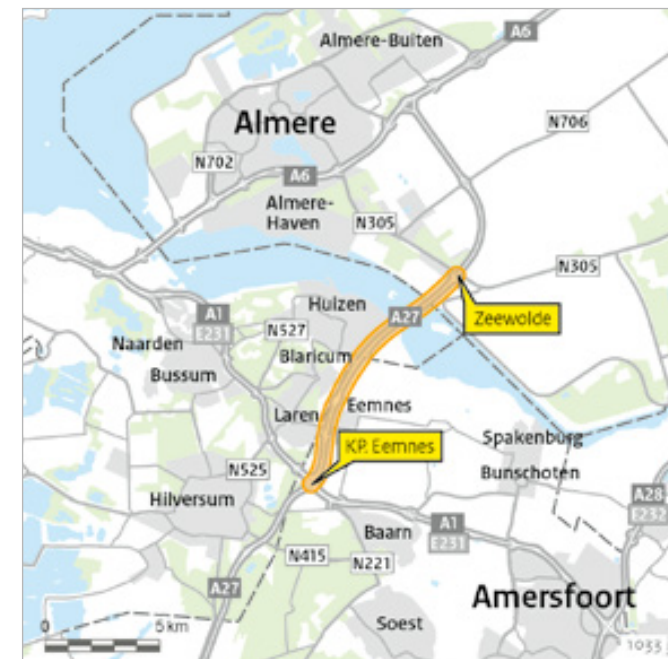 Almere-Buiten
A6
Almere
N706
N702
A6
Almere-
Haven
N305
N305
Huizen
A1
E231
A27
Zeewolde
N527
Naarden
Blaricum
Bussum
Laren
Eemnes
KP. Eemnes
Spakenburg
N525
Bunschoten
Hilversum
A28
E232
A1
E231
Baarn
N415
N221
A27
Amersfoort
Soest
0
5 km
1033